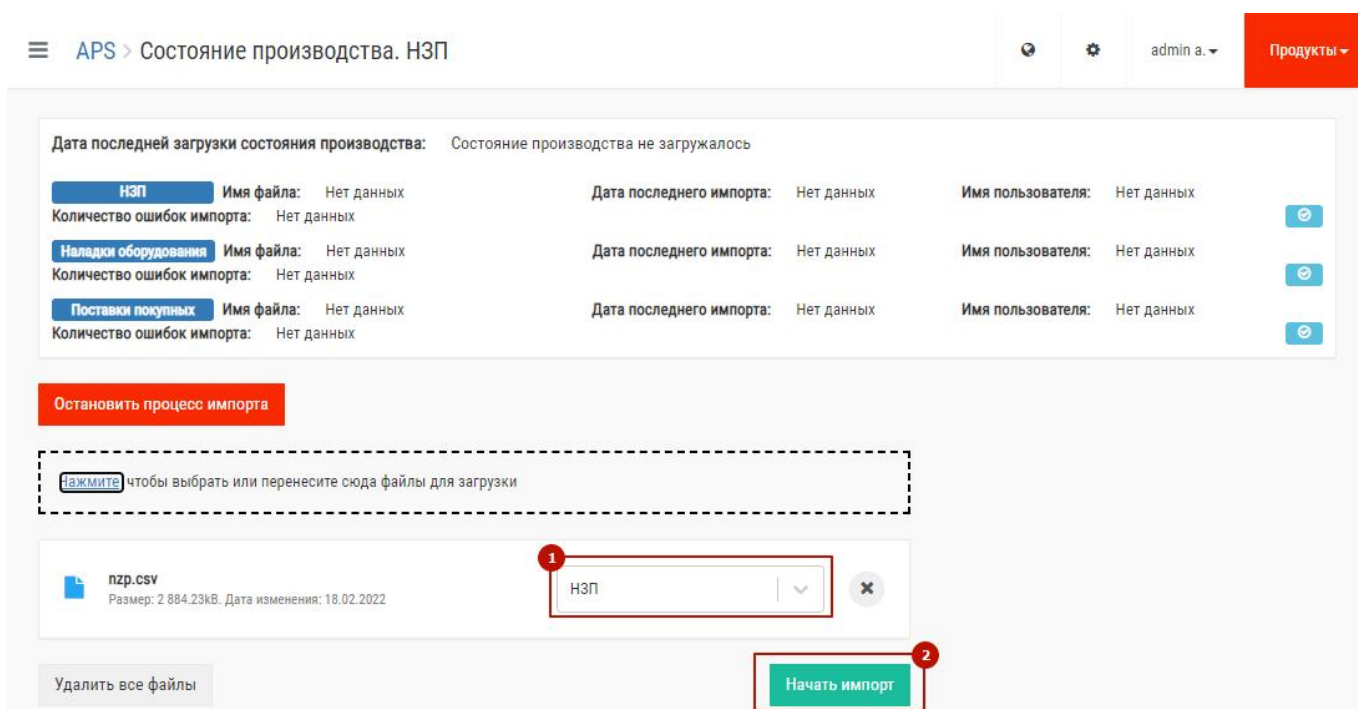 APS > Состояние производства. НЗП admin a. Продукты
Дата последней загрузки состояния производства: Состояние производства не загружалось
НЗП Имя файла: Нет данных Дата последнего импорта: Нет данных Имя пользователя: Нет данных
Количество ошибок импорта: Нет данных
Наладки оборудования Имя файла: Нет данных Дата последнего импорта: Нет данных Имя пользователя: Нет данных
Количество ошибок импорта: Нет данных
Поставки покупных Имя файла: Нет данных Дата последнего импорта: Нет данных Имя пользователя: Нет данных
Количество ошибок импорта: Нет данных
Остановить процесс импорта
Нажмите чтобы выбрать или перенесите сюда файлы для загрузки
1
nzp.csv НЗП
Размер: 2 884.23kB. Дата изменения: 18.02.2022
2
Удалить все файлы Начать импорт